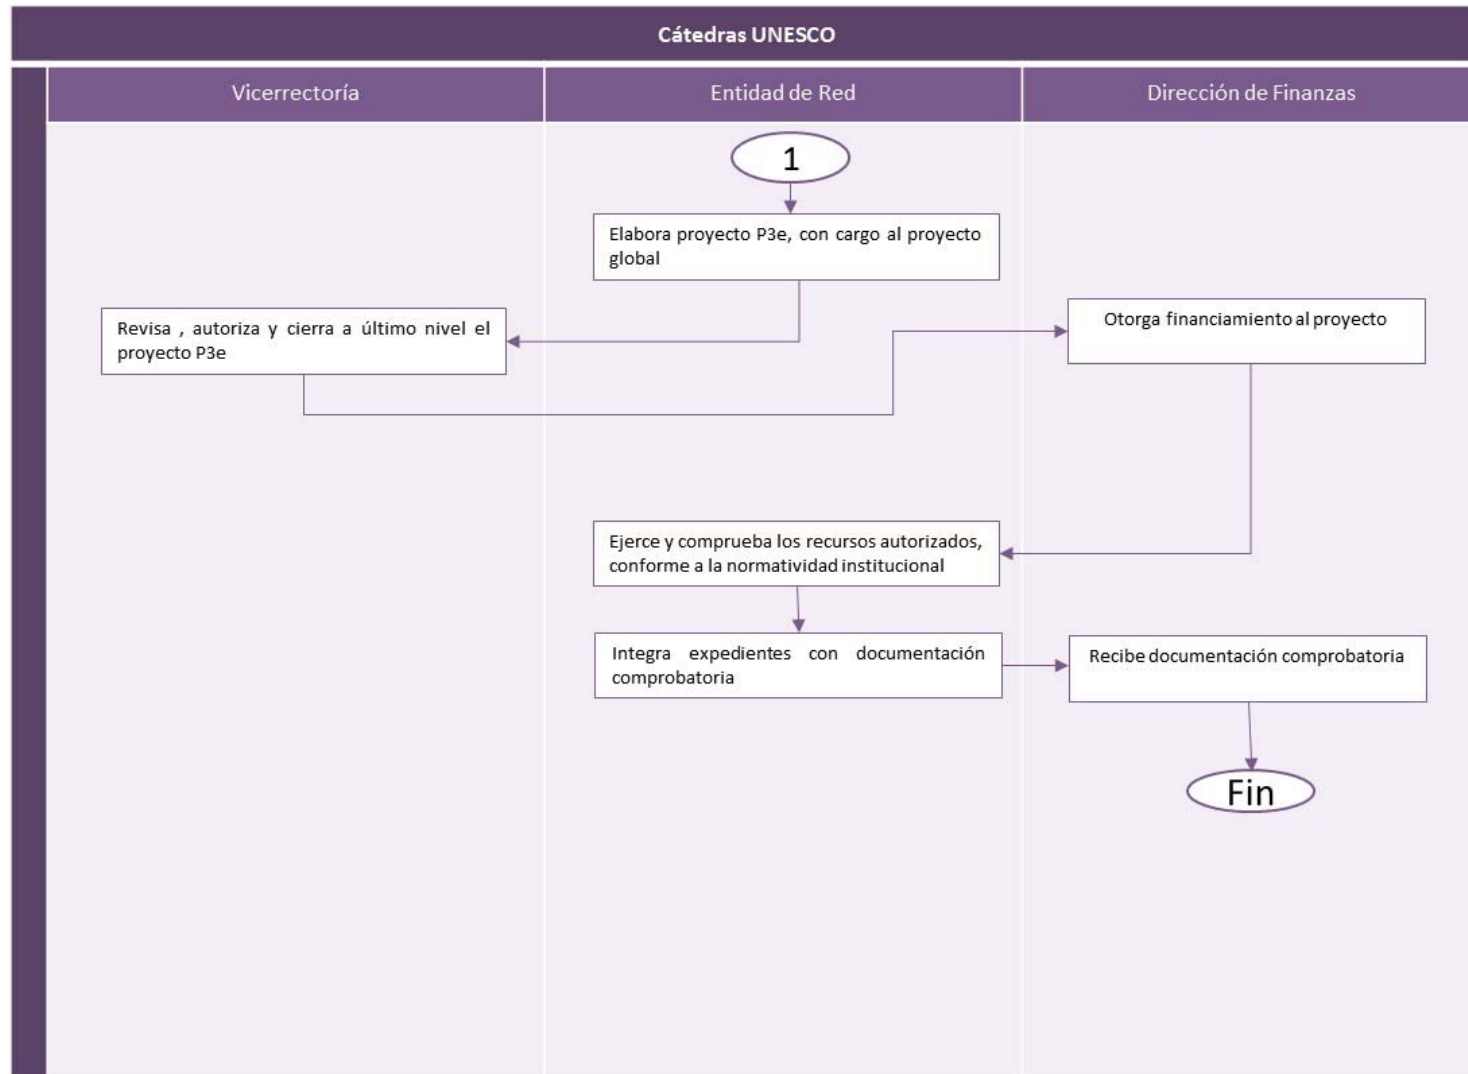 Cátedras UNESCO
Vicerrectoría
Entidad de Red
Dirección de Finanzas
1
Elabora proyecto P3e, con cargo al proyecto
global
Revisa , autoriza y cierra a último nivel el
proyecto P3e
Otorga financiamiento al proyecto
Ejerce y comprueba los recursos autorizados,
conforme a la normatividad institucional
Integra expedientes con documentación
comprobatoria
Recibe documentación comprobatoria
Fin